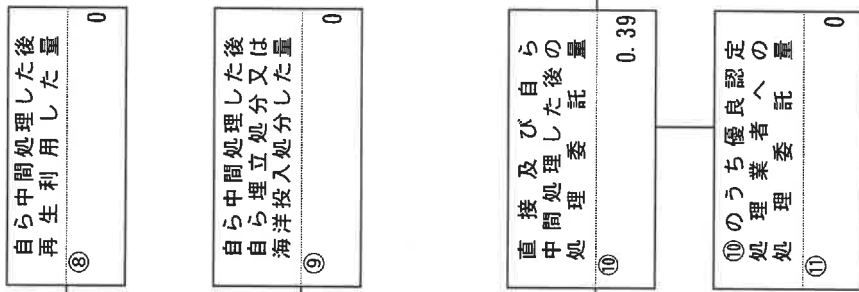 自ら中間処理した後
再生利用した量
⑧
0
自ら中間処理した後
自ら埋立処分又は
海洋投入処分した量
⑨
0
直接及び自ら
中間処理した後の
処理委託量
⑩
0.39
⑩のうち優良認定
処理業者への
処理委託量
⑪
0